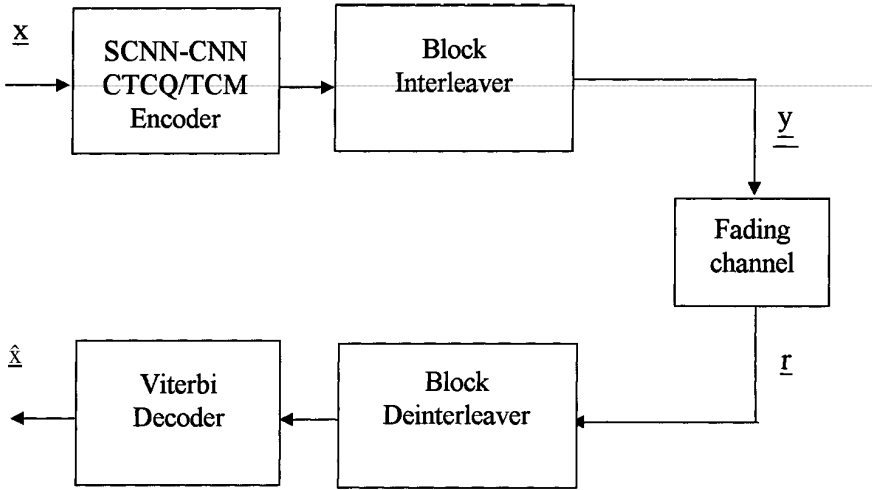 x
SCNN-CNN
CTCQ/TCM
Encoder
Block
Interleaver
y
Fading
channel
r
x̂
Viterbi
Decoder
Block
Deinterleaver